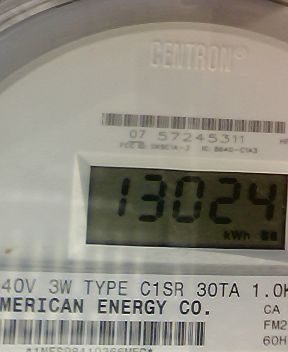 CENTRON®
07 57245311
13024
kWh
40V 3W TYPE C1SR 30TA 1.0K
MERICAN ENERGY CO.
CA
FM2
60H